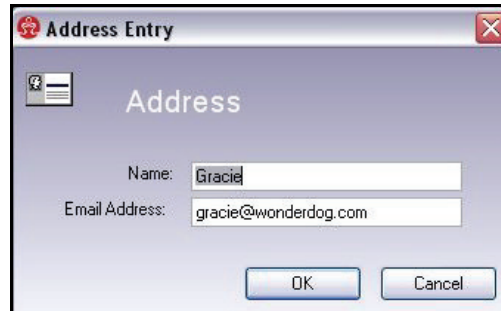 Address Entry
Address
Name: Gracie
Email Address: gracie@wonderdog.com
OK Cancel